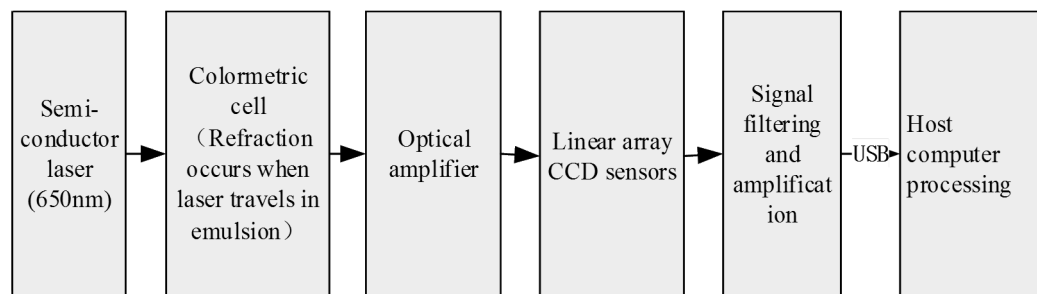 Semi-
conductor
laser
(650nm)
Colormetric
cell
（Refraction
occurs when
laser travels in
emulsion）
Optical
amplifier
Linear array
CCD sensors
Signal
filtering
and
amplificat
ion
USB
Host
computer
processing